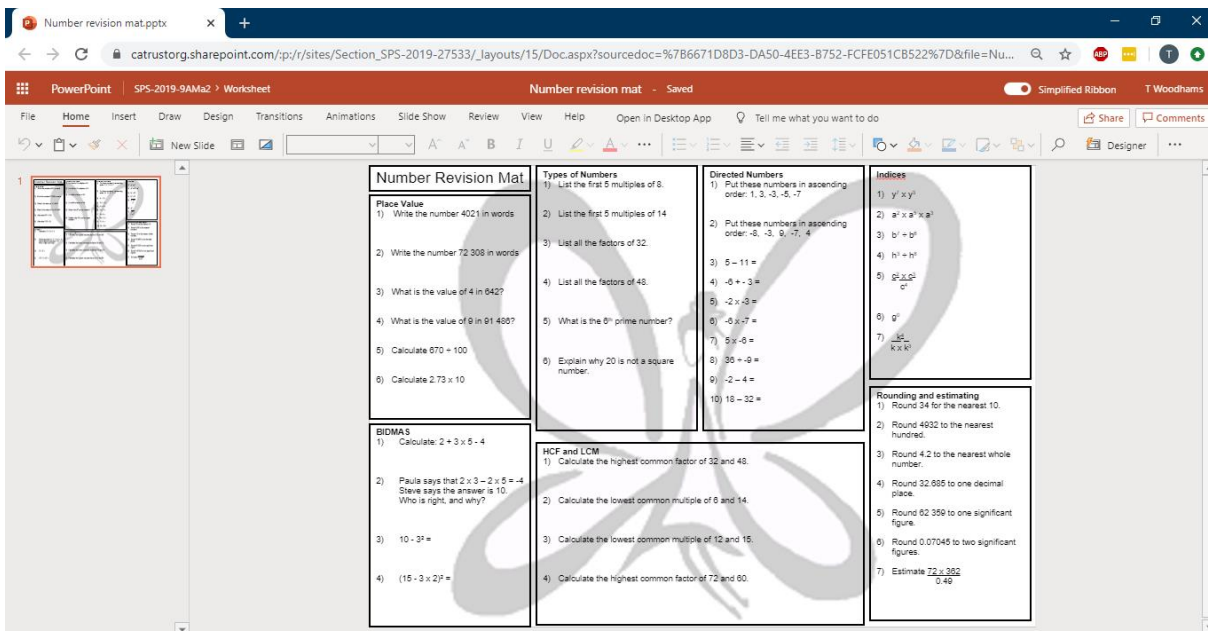 Number revision mat.pptx
catrustorg.sharepoint.com/:p:/r/sites/Section_SPS-2019-27533/_layouts/15/Doc.aspx?sourcedoc=%7B6671D8D3-DA50-4EE3-B752-FCFE051CB522%7D&file=Nu...
ABP
T
PowerPoint
SPS-2019-9AMa2 > Worksheet
Number revision mat - Saved
Simplified Ribbon
T Woodhams
File Home Insert Draw Design Transitions Animations Slide Show Review View Help Open in Desktop App Tell me what you want to do
Share Comments
New Slide
B I U A
Designer
1
Number Revision Mat
Place Value
1) Write the number 4021 in words
2) Write the number 72 308 in words
3) What is the value of 4 in 642?
4) What is the value of 9 in 91 486?
5) Calculate 670 ÷ 100
6) Calculate 2.73 x 10
BIDMAS
1) Calculate: 2 + 3 x 5 - 4
2) Paula says that 2 x 3 – 2 x 5 = -4
Steve says the answer is 10.
Who is right, and why?
3) 10 - 3² =
4) (15 - 3 x 2)² =
Types of Numbers
1) List the first 5 multiples of 8.
2) List the first 5 multiples of 14
3) List all the factors of 32.
4) List all the factors of 48.
5) What is the 6th prime number?
6) Explain why 20 is not a square
number.
HCF and LCM
1) Calculate the highest common factor of 32 and 48.
2) Calculate the lowest common multiple of 6 and 14.
3) Calculate the lowest common multiple of 12 and 15.
4) Calculate the highest common factor of 72 and 60.
Directed Numbers
1) Put these numbers in ascending
order: 1, 3, -3, -5, -7
2) Put these numbers in ascending
order: -8, -3, 9, -7, 4
3) 5 – 11 =
4) -6 + - 3 =
5) -2 x -3 =
6) -6 x -7 =
7) 5 x -6 =
8) 36 ÷ -9 =
9) -2 – 4 =
10) 18 – 32 =
Indices
1)
2)
3)
4)
5)
6)
7)
Rounding and estimating
1) Round 34 for the nearest 10.
2) Round 4932 to the nearest
hundred.
3) Round 4.2 to the nearest whole
number.
4) Round 32.685 to one decimal
place.
5) Round 62 359 to one significant
figure.
6) Round 0.07045 to two significant
figures.
7) Estimate 72 x 362
0.49